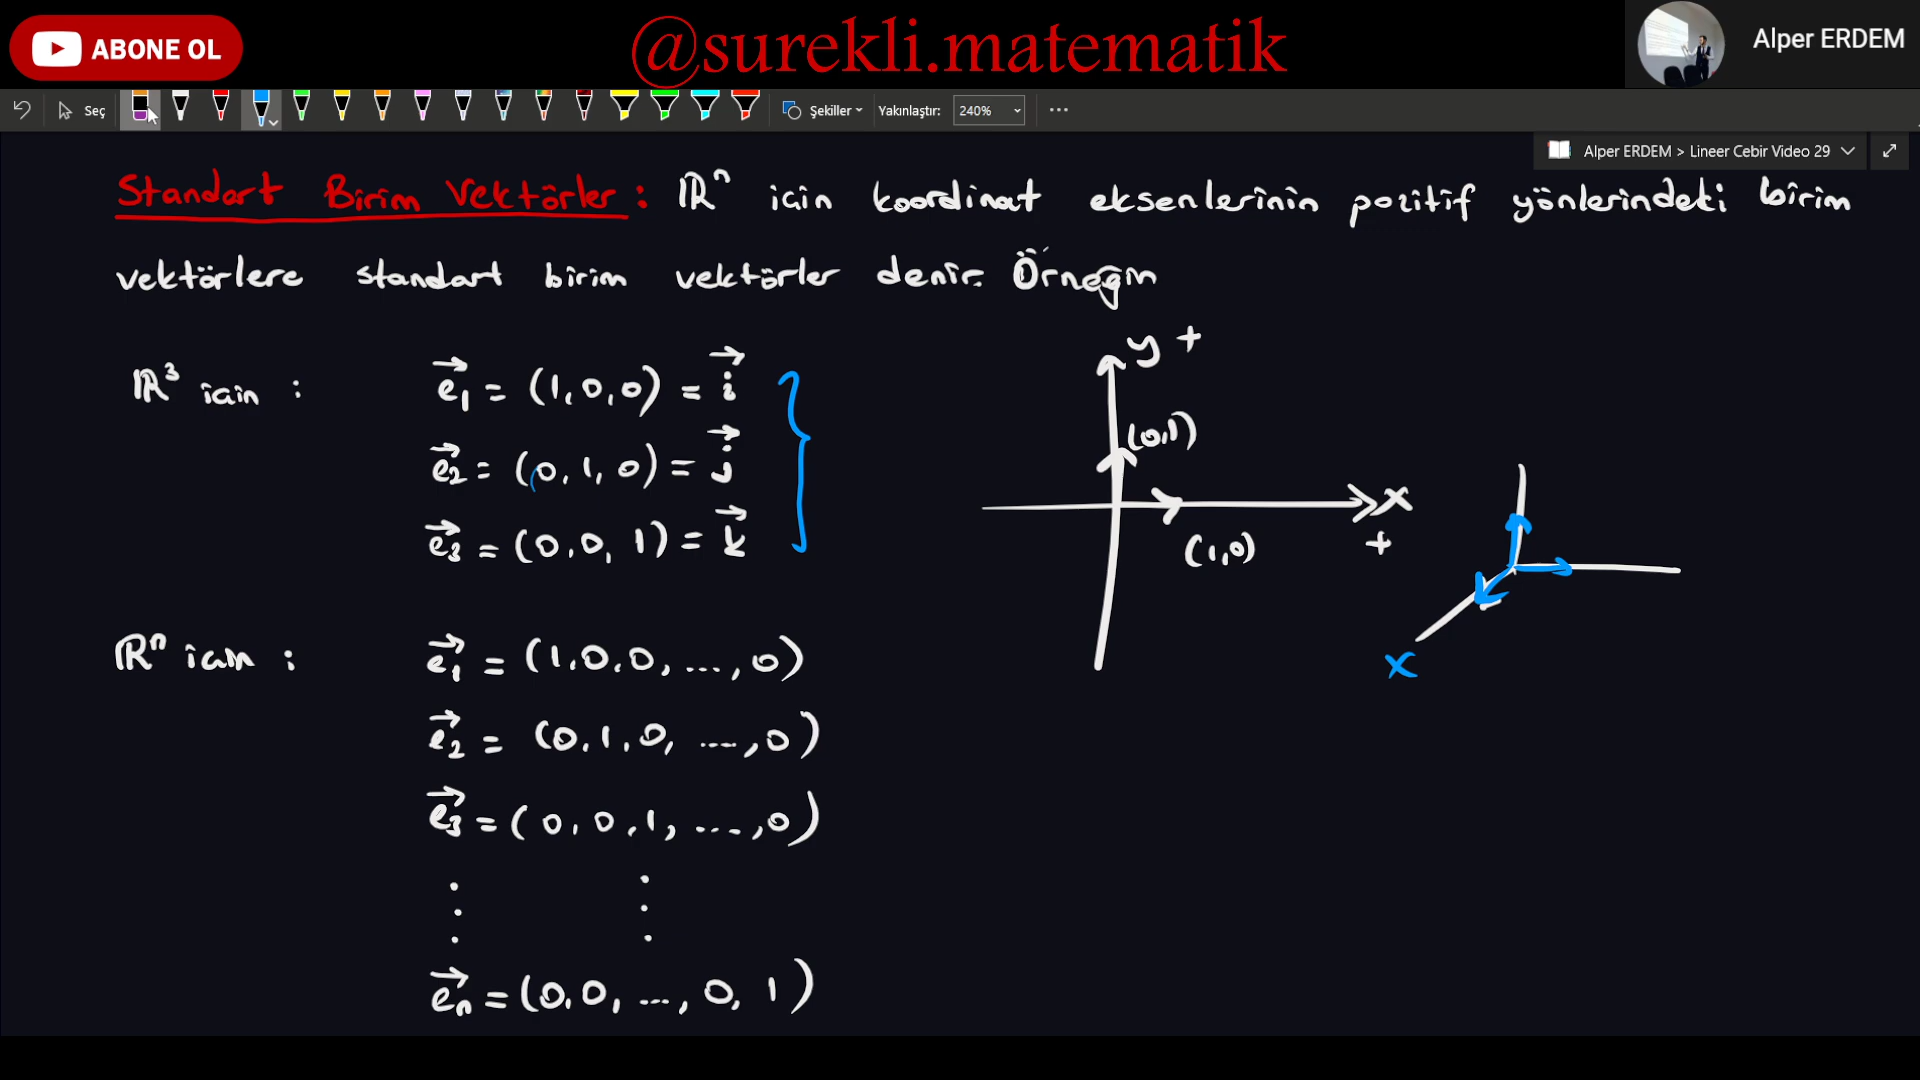 ABONE OL
@surekli.matematik
Alper ERDEM
Seç
Şekiller
Yakınlaştır:
240%
Alper ERDEM > Lineer Cebir Video 29
Standart Birim Vektörler: ℝⁿ için koordinat eksenlerinin pozitif yönlerindeki birim
vektörlere standart birim vektörler denir. Örneğin
ℝ³ için :
e⃗₁ = (1,0,0) = i⃗
e⃗₂ = (0,1,0) = j⃗
e⃗₃ = (0,0,1) = k⃗
y +
(0,1)
x
+
(1,0)
x
ℝⁿ için :
e⃗₁ = (1,0,0,...,0)
e⃗₂ = (0,1,0,....,0)
e⃗₃ = (0,0,1,....,0)
⋮ ⋮
e⃗ₙ = (0,0,...,0,1)